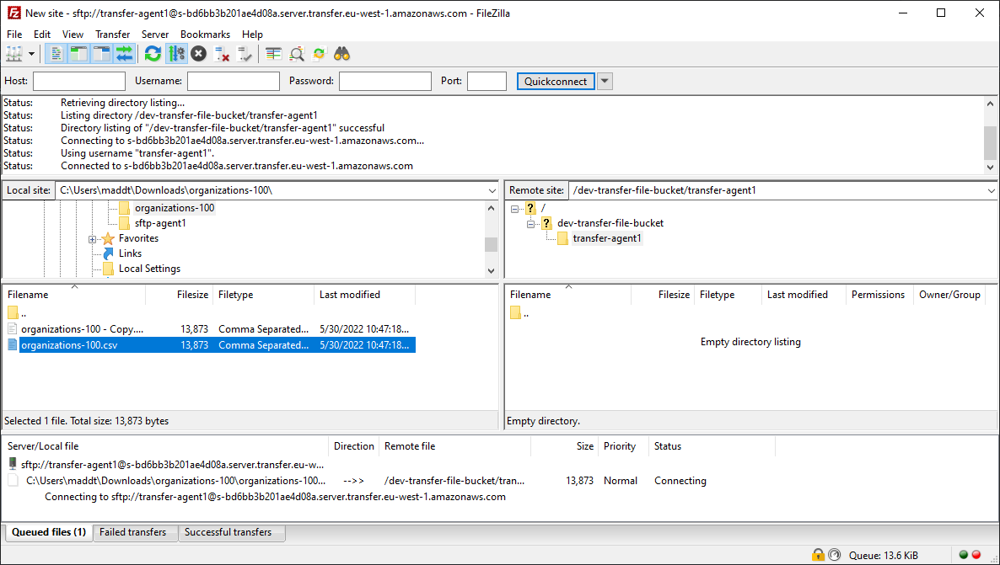 New site - sftp://transfer-agent1@s-bd6bb3b201ae4d08a.server.transfer.eu-west-1.amazonaws.com - FileZilla
File Edit View Transfer Server Bookmarks Help
Host: Username: Password: Port: Quickconnect
Status: Retrieving directory listing...
Status: Listing directory /dev-transfer-file-bucket/transfer-agent1
Status: Directory listing of "/dev-transfer-file-bucket/transfer-agent1" successful
Status: Connecting to s-bd6bb3b201ae4d08a.server.transfer.eu-west-1.amazonaws.com...
Status: Using username "transfer-agent1".
Status: Connected to s-bd6bb3b201ae4d08a.server.transfer.eu-west-1.amazonaws.com
Local site: C:\Users\maddt\Downloads\organizations-100\
organizations-100
sftp-agent1
Favorites
Links
Local Settings
Remote site: /dev-transfer-file-bucket/transfer-agent1
/
dev-transfer-file-bucket
transfer-agent1
Filename Filesize Filetype Last modified
..
organizations-100 - Copy.... 13,873 Comma Separated... 5/30/2022 10:47:18...
organizations-100.csv 13,873 Comma Separated... 5/30/2022 10:47:18...
Selected 1 file. Total size: 13,873 bytes
Filename Filesize Filetype Last modified Permissions Owner/Group
..
Empty directory listing
Empty directory.
Server/Local file Direction Remote file Size Priority Status
sftp://transfer-agent1@s-bd6bb3b201ae4d08a.server.transfer.eu-w...
C:\Users\maddt\Downloads\organizations-100\organizations-100... -->> /dev-transfer-file-bucket/tran... 13,873 Normal Connecting
Connecting to sftp://transfer-agent1@s-bd6bb3b201ae4d08a.server.transfer.eu-west-1.amazonaws.com
Queued files (1) Failed transfers Successful transfers
Queue: 13.6 KiB